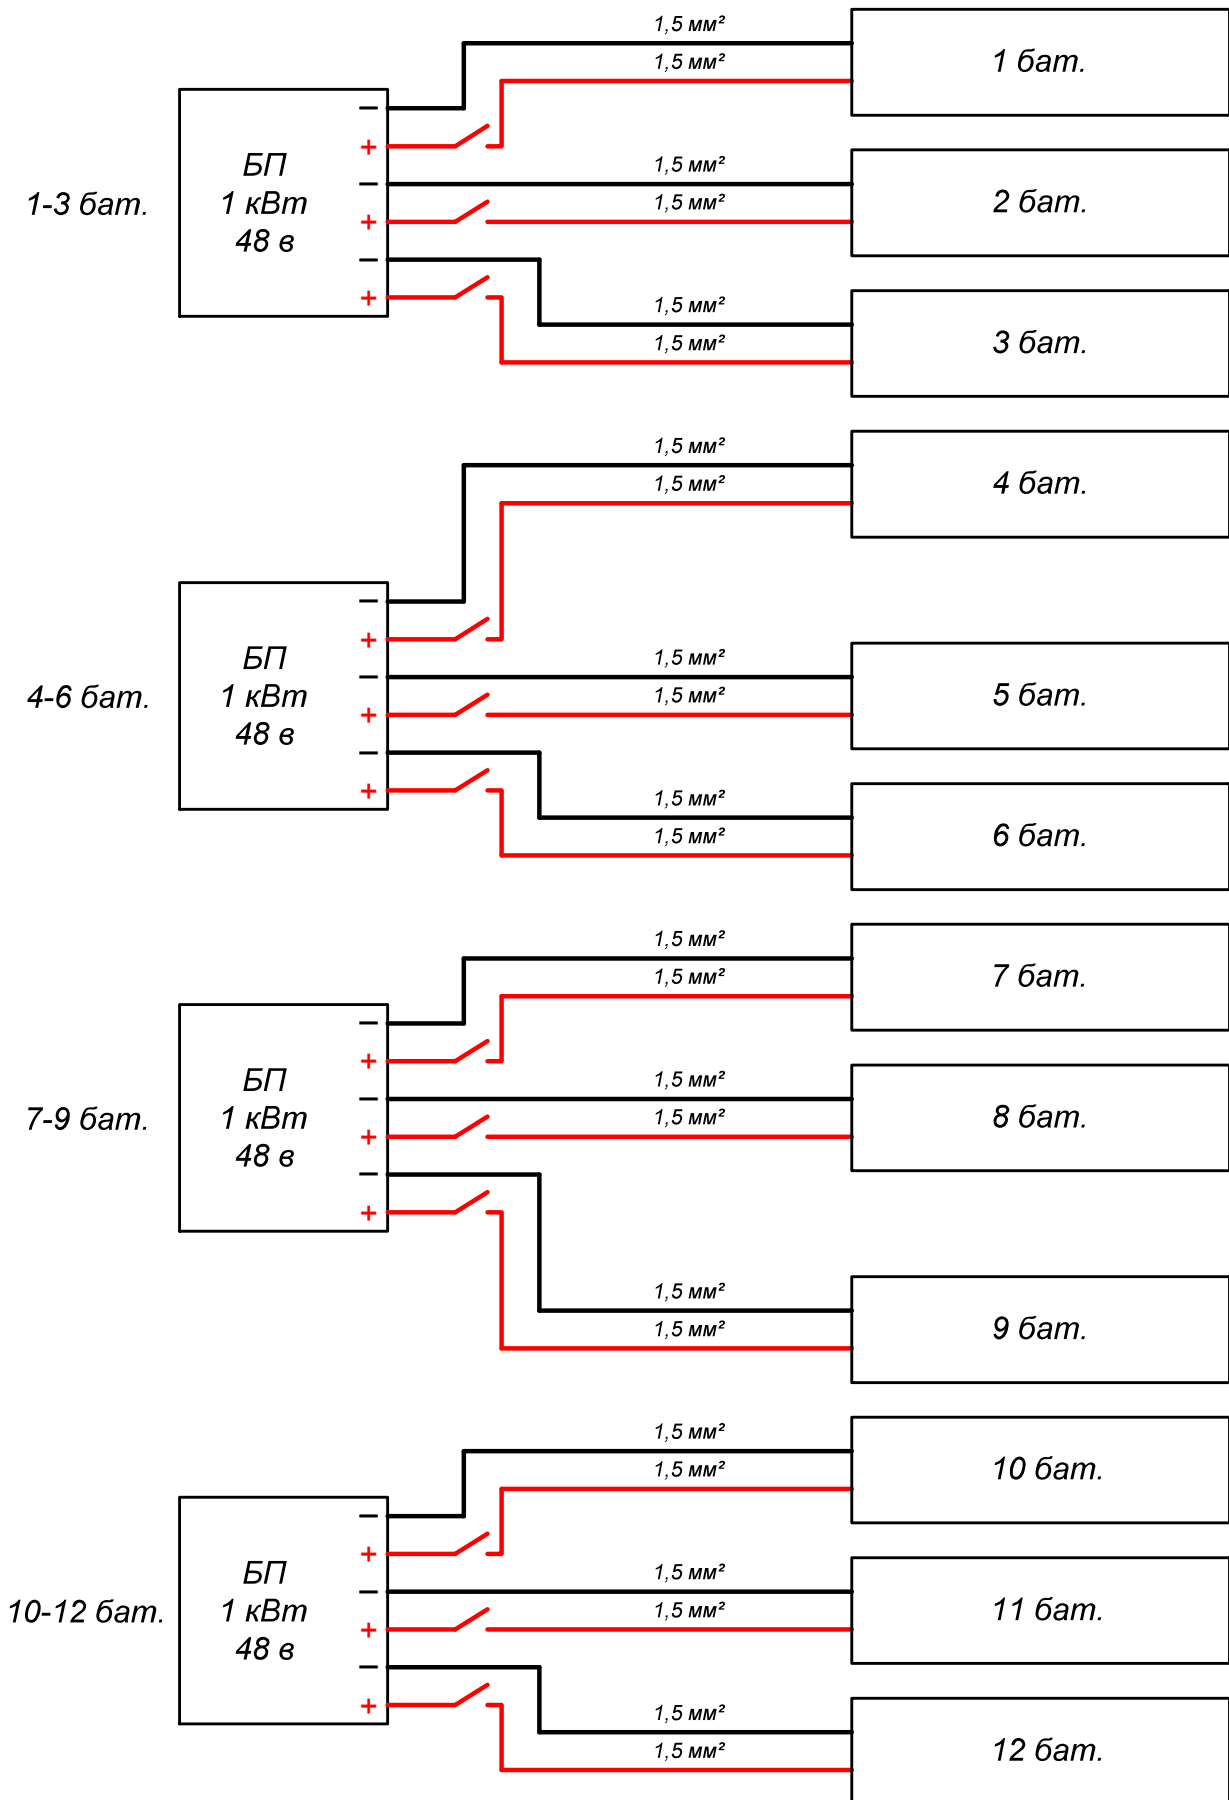 1,5 мм²
1,5 мм²
1 бат.
1-3 бат.
БП
1 кВт
48 в
−
+
−
+
−
+
1,5 мм²
1,5 мм²
2 бат.
1,5 мм²
1,5 мм²
3 бат.
1,5 мм²
1,5 мм²
4 бат.
4-6 бат.
БП
1 кВт
48 в
−
+
−
+
−
+
1,5 мм²
1,5 мм²
5 бат.
1,5 мм²
1,5 мм²
6 бат.
1,5 мм²
1,5 мм²
7 бат.
7-9 бат.
БП
1 кВт
48 в
−
+
−
+
−
+
1,5 мм²
1,5 мм²
8 бат.
1,5 мм²
1,5 мм²
9 бат.
1,5 мм²
1,5 мм²
10 бат.
10-12 бат.
БП
1 кВт
48 в
−
+
−
+
−
+
1,5 мм²
1,5 мм²
11 бат.
1,5 мм²
1,5 мм²
12 бат.